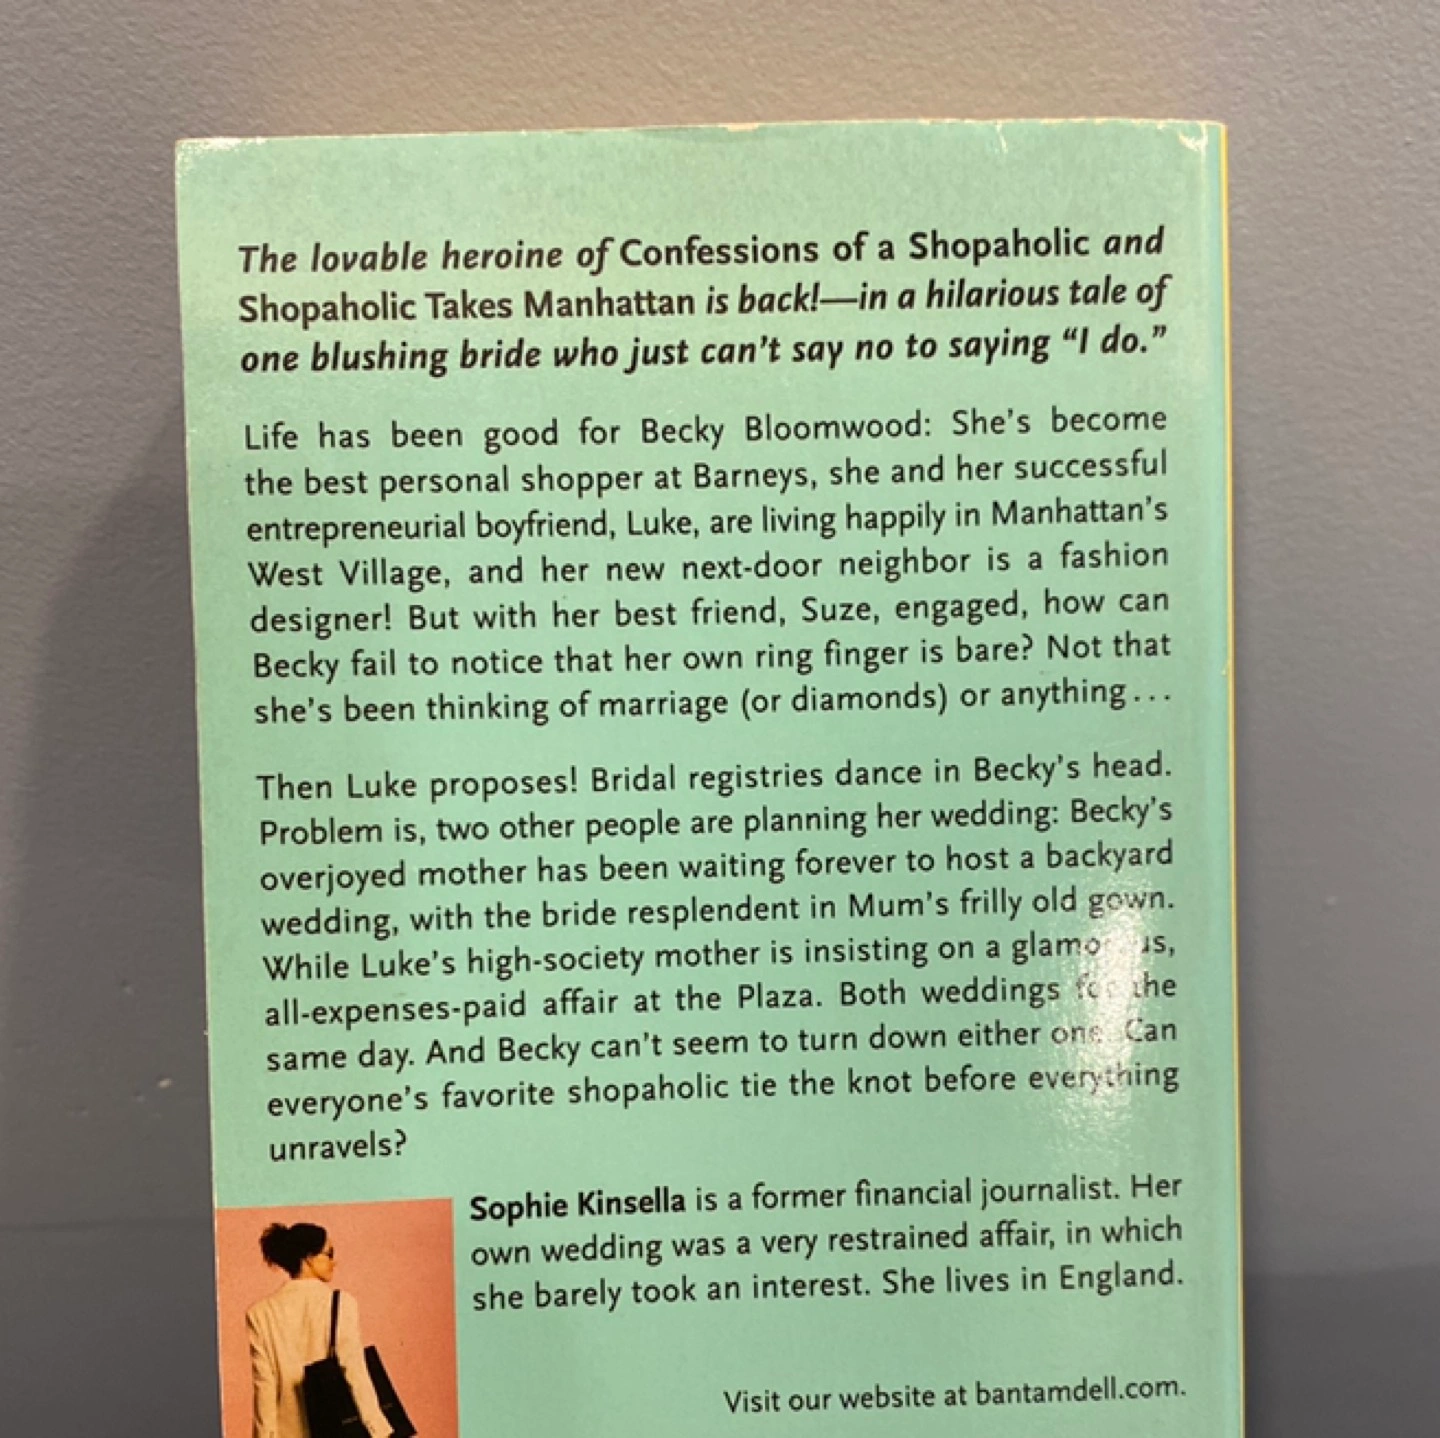 The lovable heroine of Confessions of a Shopaholic and
Shopaholic Takes Manhattan is back!—in a hilarious tale of
one blushing bride who just can't say no to saying “I do.”
Life has been good for Becky Bloomwood: She's become
the best personal shopper at Barneys, she and her successful
entrepreneurial boyfriend, Luke, are living happily in Manhattan's
West Village, and her new next-door neighbor is a fashion
designer! But with her best friend, Suze, engaged, how can
Becky fail to notice that her own ring finger is bare? Not that
she's been thinking of marriage (or diamonds) or anything...
Then Luke proposes! Bridal registries dance in Becky's head.
Problem is, two other people are planning her wedding: Becky's
overjoyed mother has been waiting forever to host a backyard
wedding, with the bride resplendent in Mum's frilly old gown.
While Luke's high-society mother is insisting on a glamorous,
all-expenses-paid affair at the Plaza. Both weddings for the
same day. And Becky can't seem to turn down either one. Can
everyone's favorite shopaholic tie the knot before everything
unravels?
Sophie Kinsella is a former financial journalist. Her
own wedding was a very restrained affair, in which
she barely took an interest. She lives in England.
Visit our website at bantamdell.com.